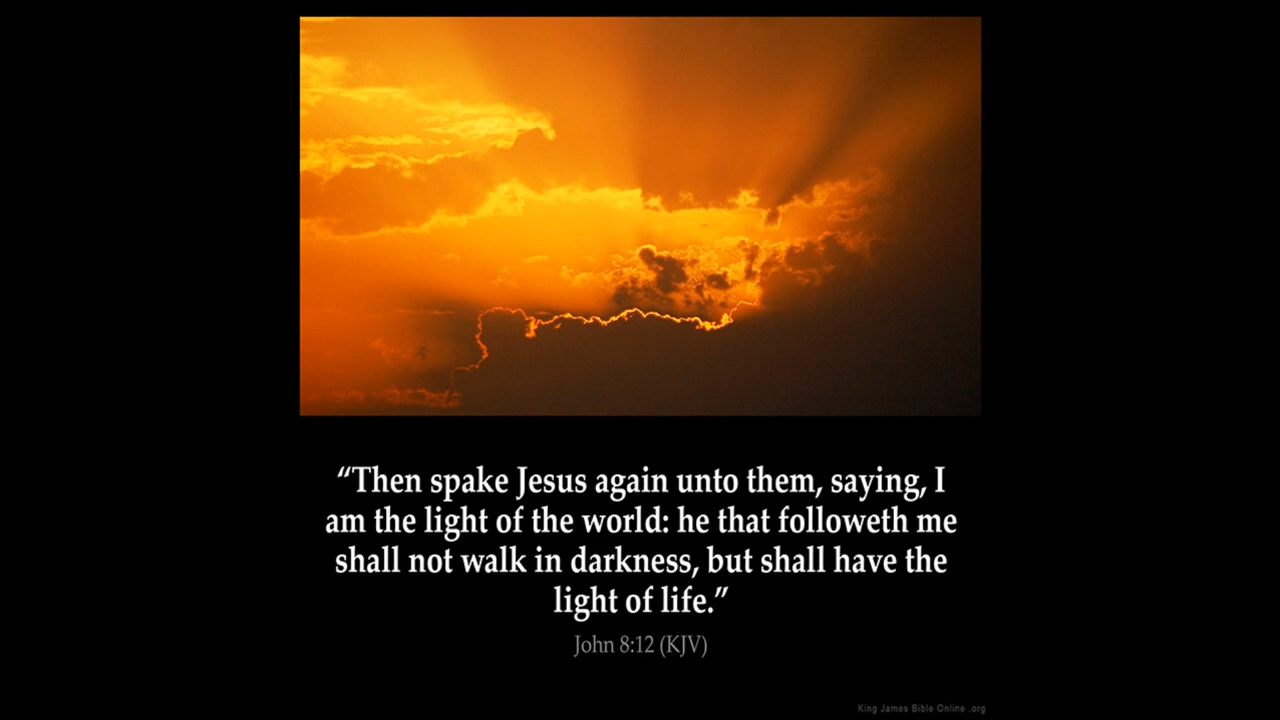 “Then spake Jesus again unto them, saying, I
am the light of the world: he that followeth me
shall not walk in darkness, but shall have the
light of life.”
John 8:12 (KJV)
King James Bible Online .org